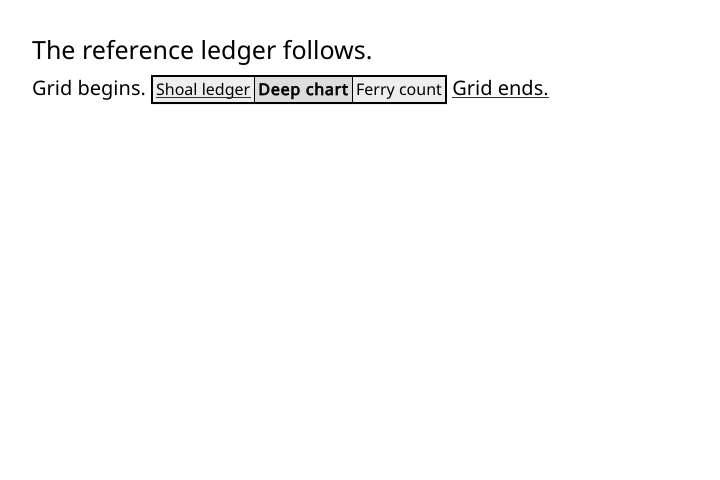 The reference ledger follows.
Grid begins. Shoal ledger Deep chart Ferry count Grid ends.